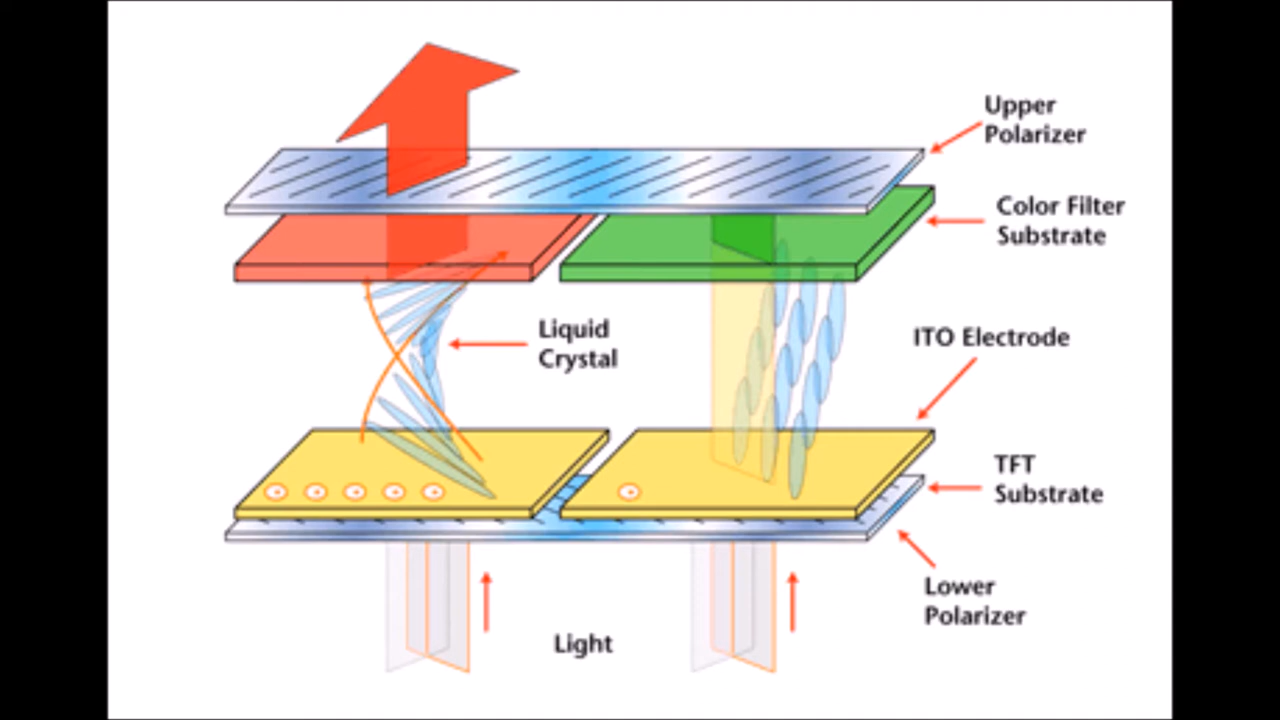 Upper
Polarizer
Color Filter
Substrate
Liquid
Crystal
ITO Electrode
TFT
Substrate
Lower
Polarizer
Light